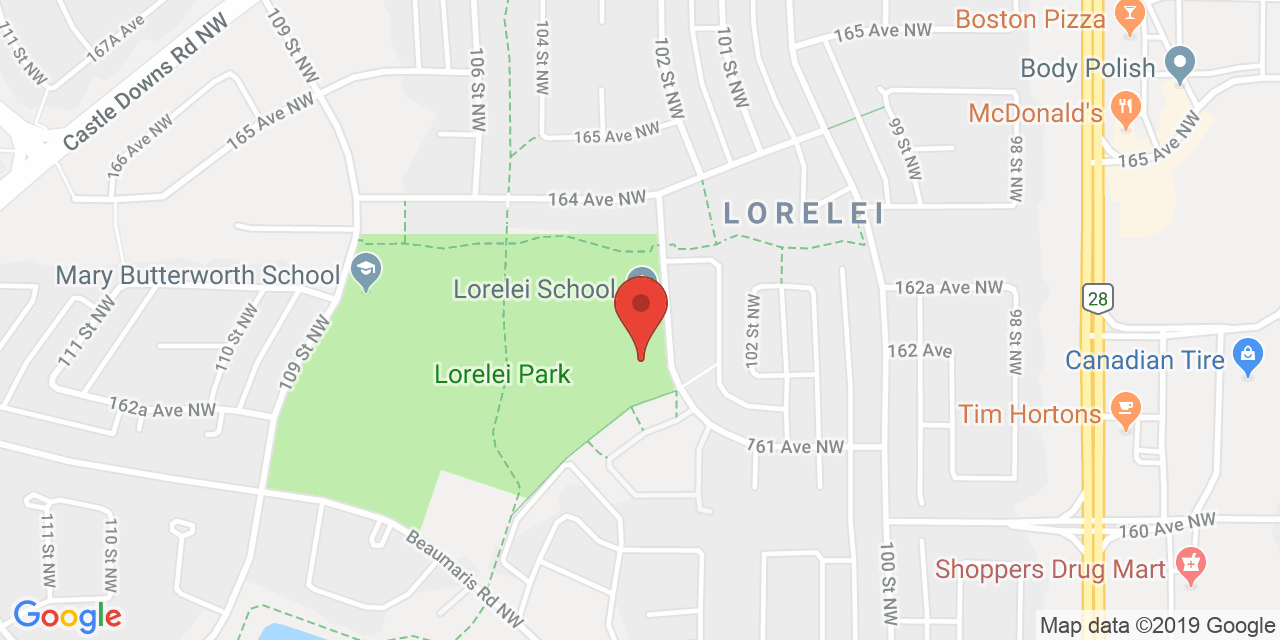 Boston Pizza
165 Ave NW
109 St NW
167A Ave
111 St NW
Castle Downs Rd NW
104 St NW
102 St NW
101 St NW
106 St NW
Body Polish
McDonald's
165 Ave NW
166 Ave NW
165 Ave NW
99 St NW
98 St NW
165 Ave NW
164 Ave NW
LORELEI
Mary Butterworth School
Lorelei School
162a Ave NW
28
111 St NW
110 St NW
109 St NW
102 St NW
98 St NW
162 Ave
Canadian Tire
Lorelei Park
162a Ave NW
Tim Hortons
161 Ave NW
111 St NW
110 St NW
160 Ave NW
Beaumaris Rd NW
100 St NW
Shoppers Drug Mart
Google
Map data ©2019 Google